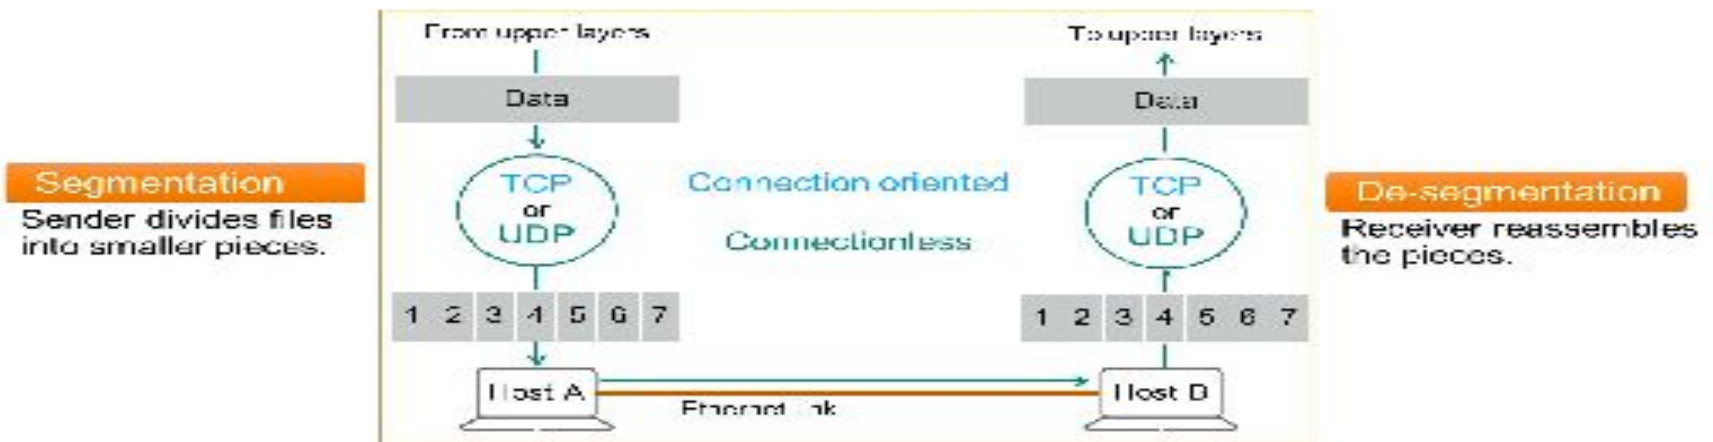 From upper layers
To upper layers
Data
Data
Segmentation
Sender divides files
into smaller pieces.
TCP
or
UDP
Connection oriented
Connectionless
TCP
or
UDP
De-segmentation
Receiver reassembles
the pieces.
1 2 3 4 5 6 7
1 2 3 4 5 6 7
Host A
Host
Ethernet